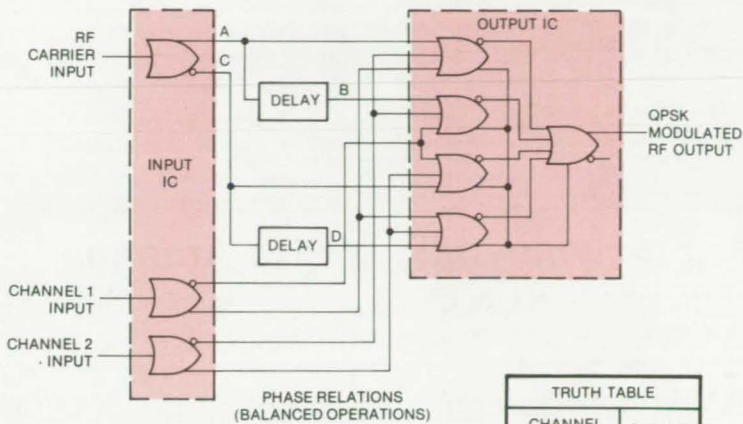 RF
CARRIER
INPUT
A
C
OUTPUT IC
DELAY
B
QPSK
MODULATED
RF OUTPUT
INPUT
IC
DELAY
D
CHANNEL 1
INPUT
CHANNEL 2
INPUT
PHASE RELATIONS
(BALANCED OPERATIONS)
TRUTH TABLE
CHANNEL